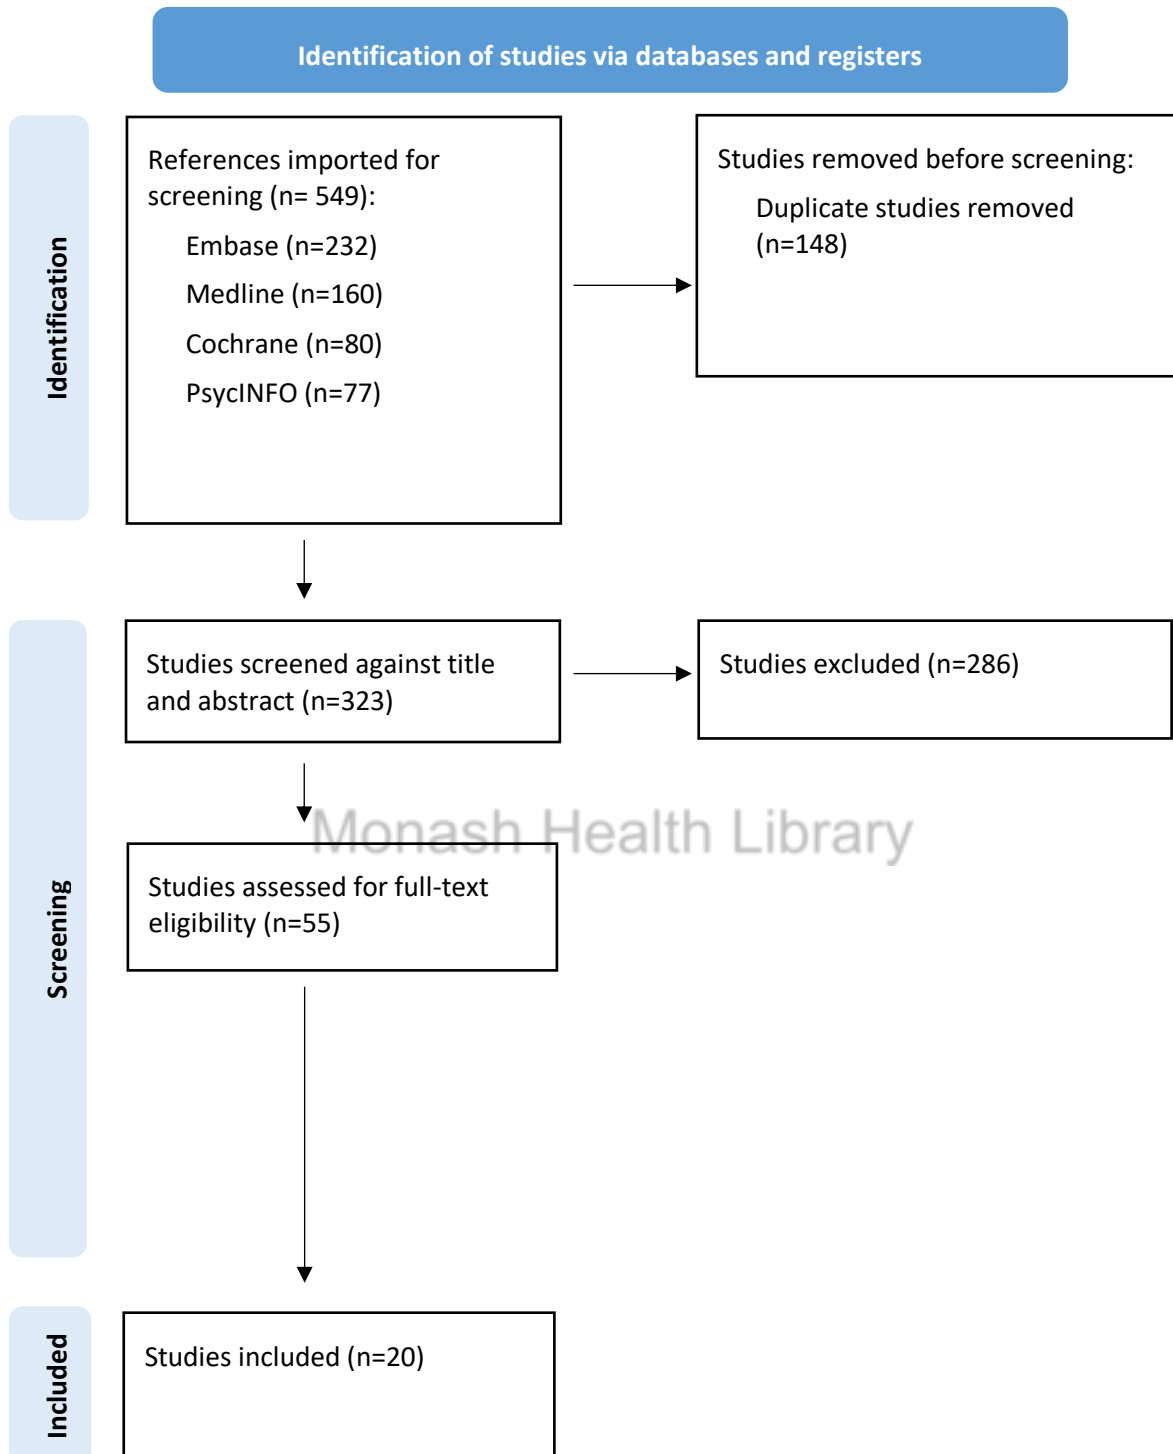 Identification of studies via databases and registers
Identification
References imported for
screening (n= 549):
Embase (n=232)
Medline (n=160)
Cochrane (n=80)
PsycINFO (n=77)
Studies removed before screening:
Duplicate studies removed
(n=148)
Screening
Studies screened against title
and abstract (n=323)
Studies excluded (n=286)
Monash Health Library
Studies assessed for full-text
eligibility (n=55)
Included
Studies included (n=20)